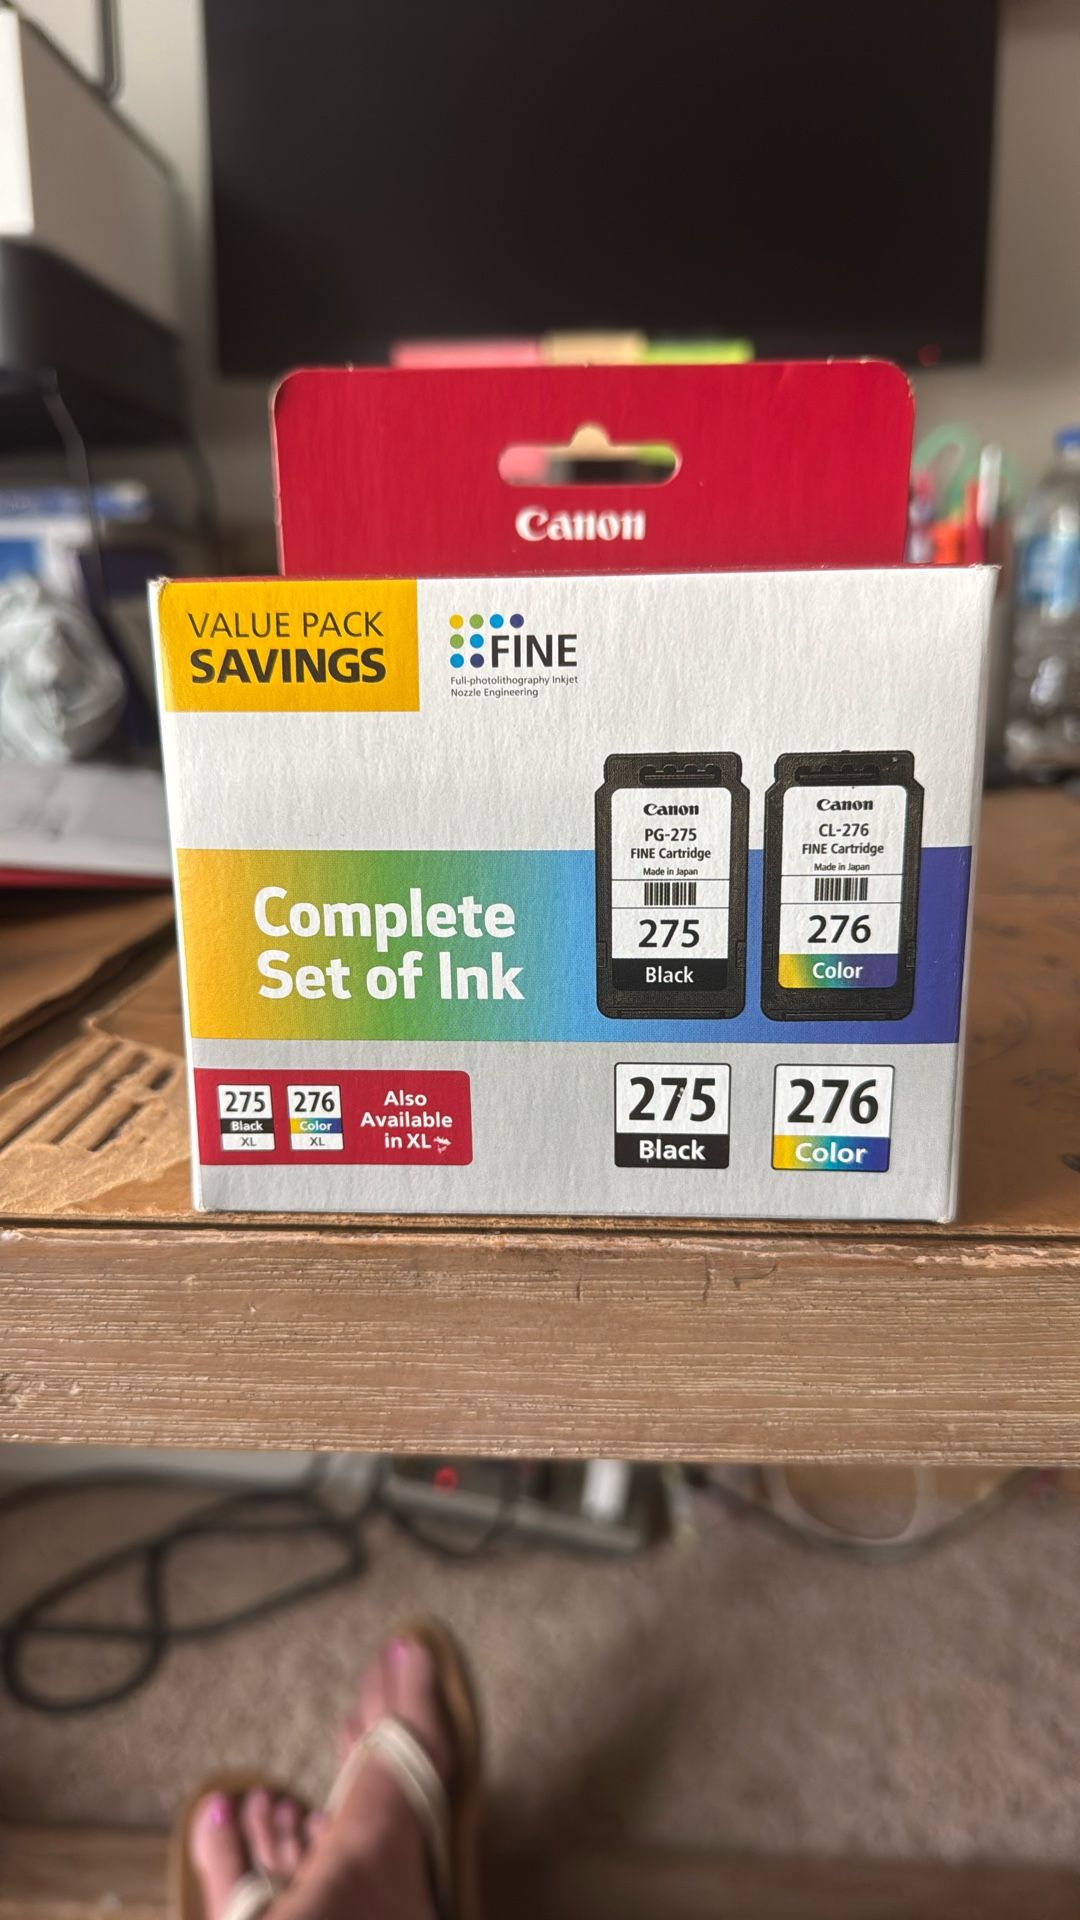 Canon
VALUE PACK
SAVINGS
FINE
Full-photolithography Inkjet
Nozzle Engineering
Canon
PG-275
FINE Cartridge
Made in Japan
275
Black
Canon
CL-276
FINE Cartridge
Made in Japan
276
Color
Complete
Set of Ink
275
Black
XL
276
Color
XL
Also
Available
in XL
275
Black
276
Color